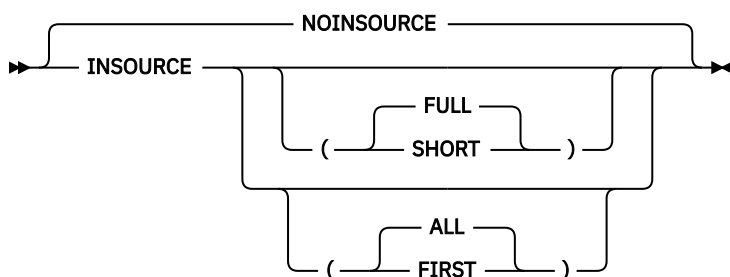 NOINSOURCE
INSOURCE
FULL
( SHORT )
ALL
( FIRST )